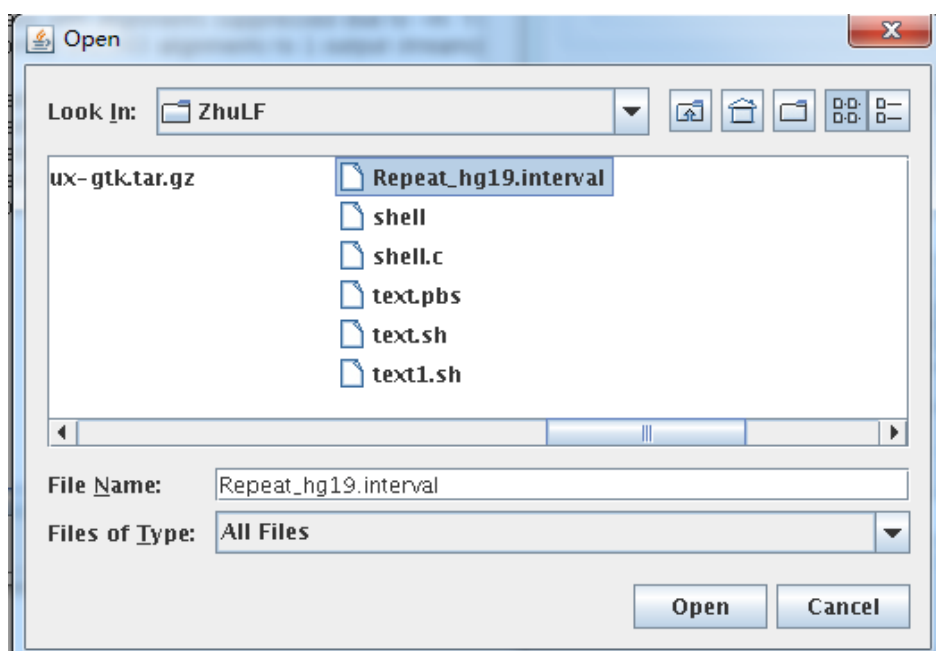 Open
Look In: ZhuLF
ux-gtk.tar.gz
Repeat_hg19.interval
shell
shell.c
text.pbs
text.sh
text1.sh
File Name: Repeat_hg19.interval
Files of Type: All Files
Open Cancel